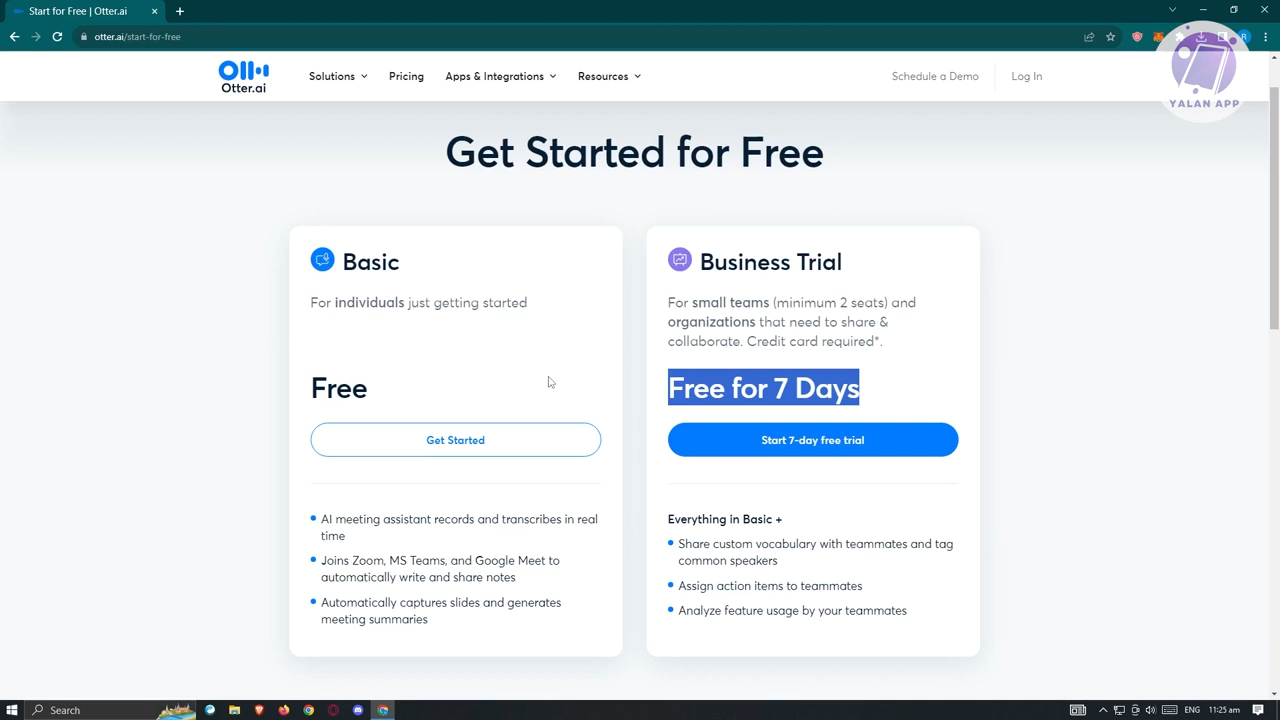 Start for Free | Otter.ai
otter.ai/start-for-free
Otter.ai
Solutions
Pricing
Apps & Integrations
Resources
Schedule a Demo
Log In
YALAN APP
Get Started for Free
Basic
For individuals just getting started
Free
Get Started
AI meeting assistant records and transcribes in real
time
Joins Zoom, MS Teams, and Google Meet to
automatically write and share notes
Automatically captures slides and generates
meeting summaries
Business Trial
For small teams (minimum 2 seats) and
organizations that need to share &
collaborate. Credit card required*.
Free for 7 Days
Start 7-day free trial
Everything in Basic +
Share custom vocabulary with teammates and tag
common speakers
Assign action items to teammates
Analyze feature usage by your teammates
Search
ENG
11:25 am